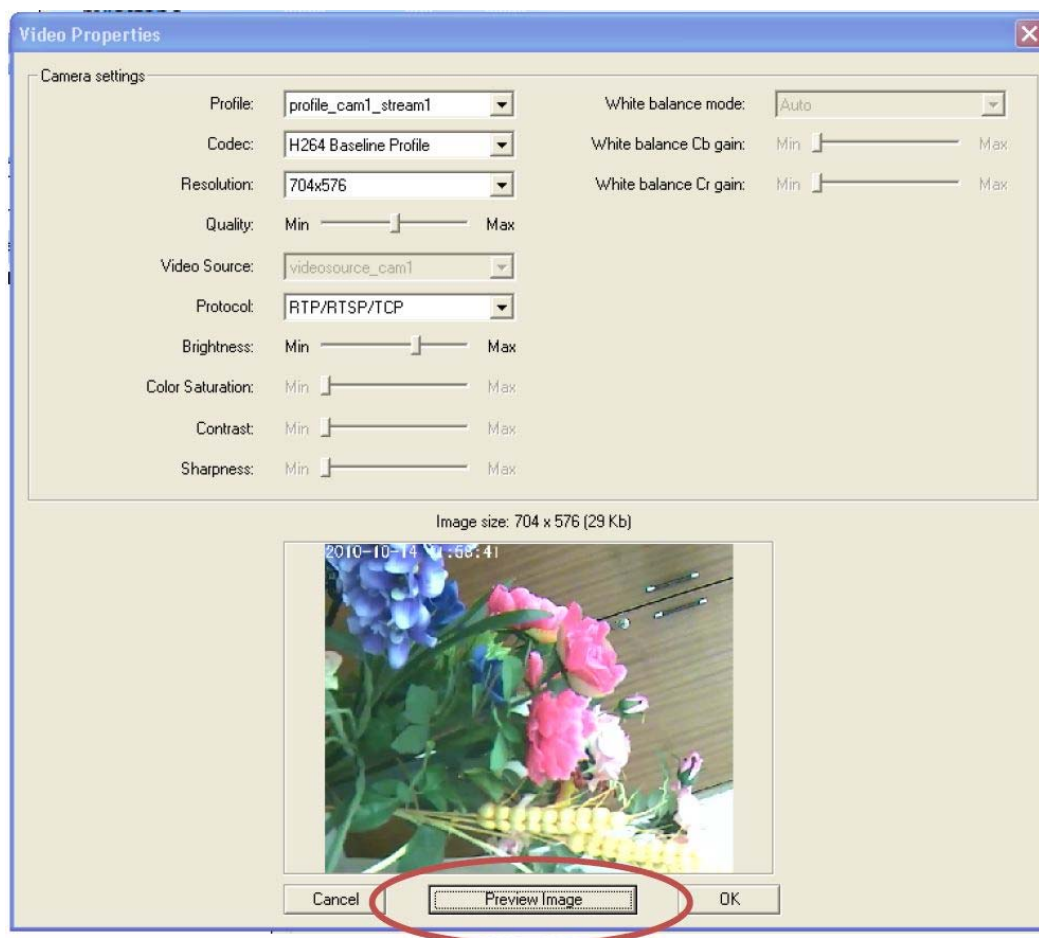 Video Properties
Camera settings
Profile: profile_cam1_stream1
Codec: H264 Baseline Profile
Resolution: 704x576
Quality: Min Max
Video Source: videosource_cam1
Protocol: RTP/RTSP/TCP
Brightness: Min Max
Color Saturation: Min Max
Contrast: Min Max
Sharpness: Min Max
White balance mode: Auto
White balance Cb gain: Min Max
White balance Cr gain: Min Max
Image size: 704 x 576 (29 Kb)
2010-10-14 :58:41
Cancel Preview Image OK